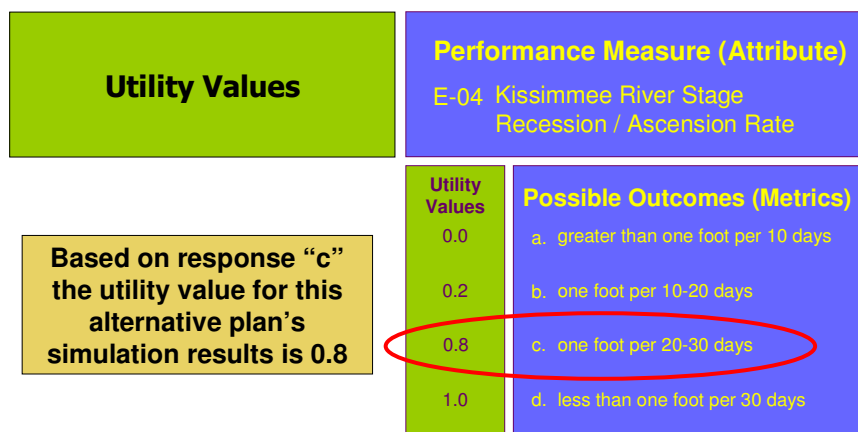 Utility Values
Performance Measure (Attribute)
E-04 Kissimmee River Stage
Recession / Ascension Rate
Utility
Values
Possible Outcomes (Metrics)
0.0 a. greater than one foot per 10 days
0.2 b. one foot per 10-20 days
0.8 c. one foot per 20-30 days
1.0 d. less than one foot per 30 days
Based on response “c”
the utility value for this
alternative plan’s
simulation results is 0.8